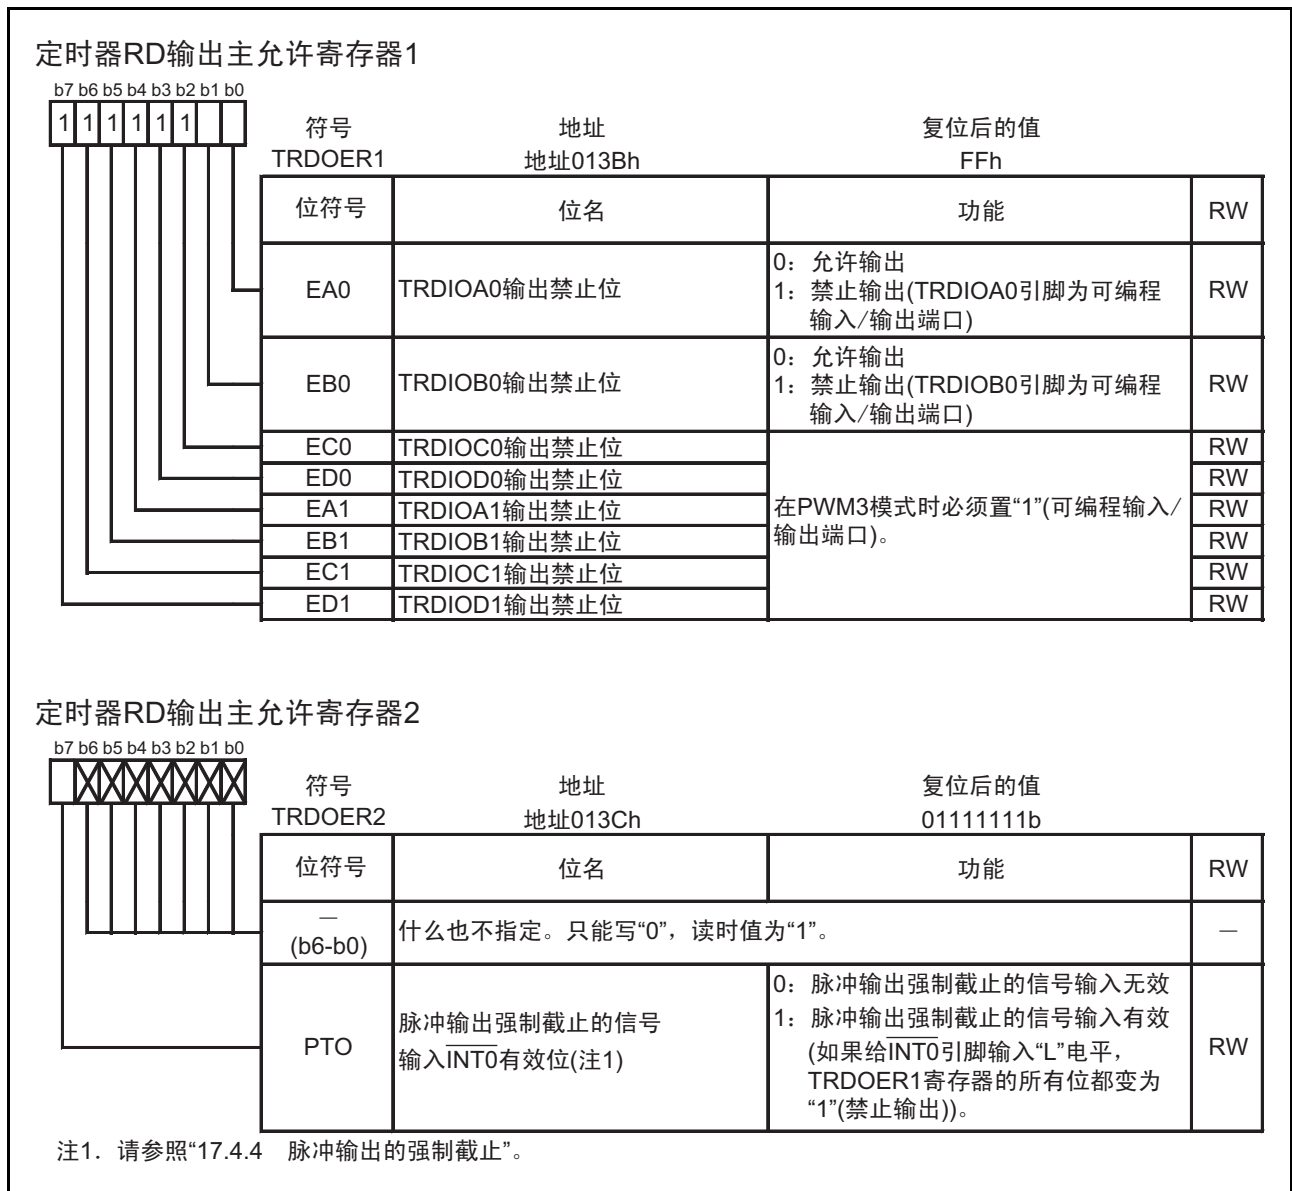 定时器RD输出主允许寄存器1
b7 b6 b5 b4 b3 b2 b1 b0
1 1 1 1 1 1
符号 地址 复位后的值
TRDOER1 地址013Bh FFh
位符号 位名 功能 RW
EA0 TRDIOA0输出禁止位 0：允许输出
1：禁止输出(TRDIOA0引脚为可编程
输入/输出端口) RW
EB0 TRDIOB0输出禁止位 0：允许输出
1：禁止输出(TRDIOB0引脚为可编程
输入/输出端口) RW
EC0 TRDIOC0输出禁止位 RW
ED0 TRDIOD0输出禁止位 RW
EA1 TRDIOA1输出禁止位 在PWM3模式时必须置“1”(可编程输入/ RW
EB1 TRDIOB1输出禁止位 输出端口)。 RW
EC1 TRDIOC1输出禁止位 RW
ED1 TRDIOD1输出禁止位 RW
定时器RD输出主允许寄存器2
b7 b6 b5 b4 b3 b2 b1 b0
符号 地址 复位后的值
TRDOER2 地址013Ch 01111111b
位符号 位名 功能 RW
—
(b6-b0) 什么也不指定。只能写“0”，读时值为“1”。 —
PTO 脉冲输出强制截止的信号
输入INT0有效位(注1) 0：脉冲输出强制截止的信号输入无效
1：脉冲输出强制截止的信号输入有效
(如果给INT0引脚输入“L”电平，
TRDOER1寄存器的所有位都变为
“1”(禁止输出))。 RW
注1. 请参照“17.4.4 脉冲输出的强制截止”。